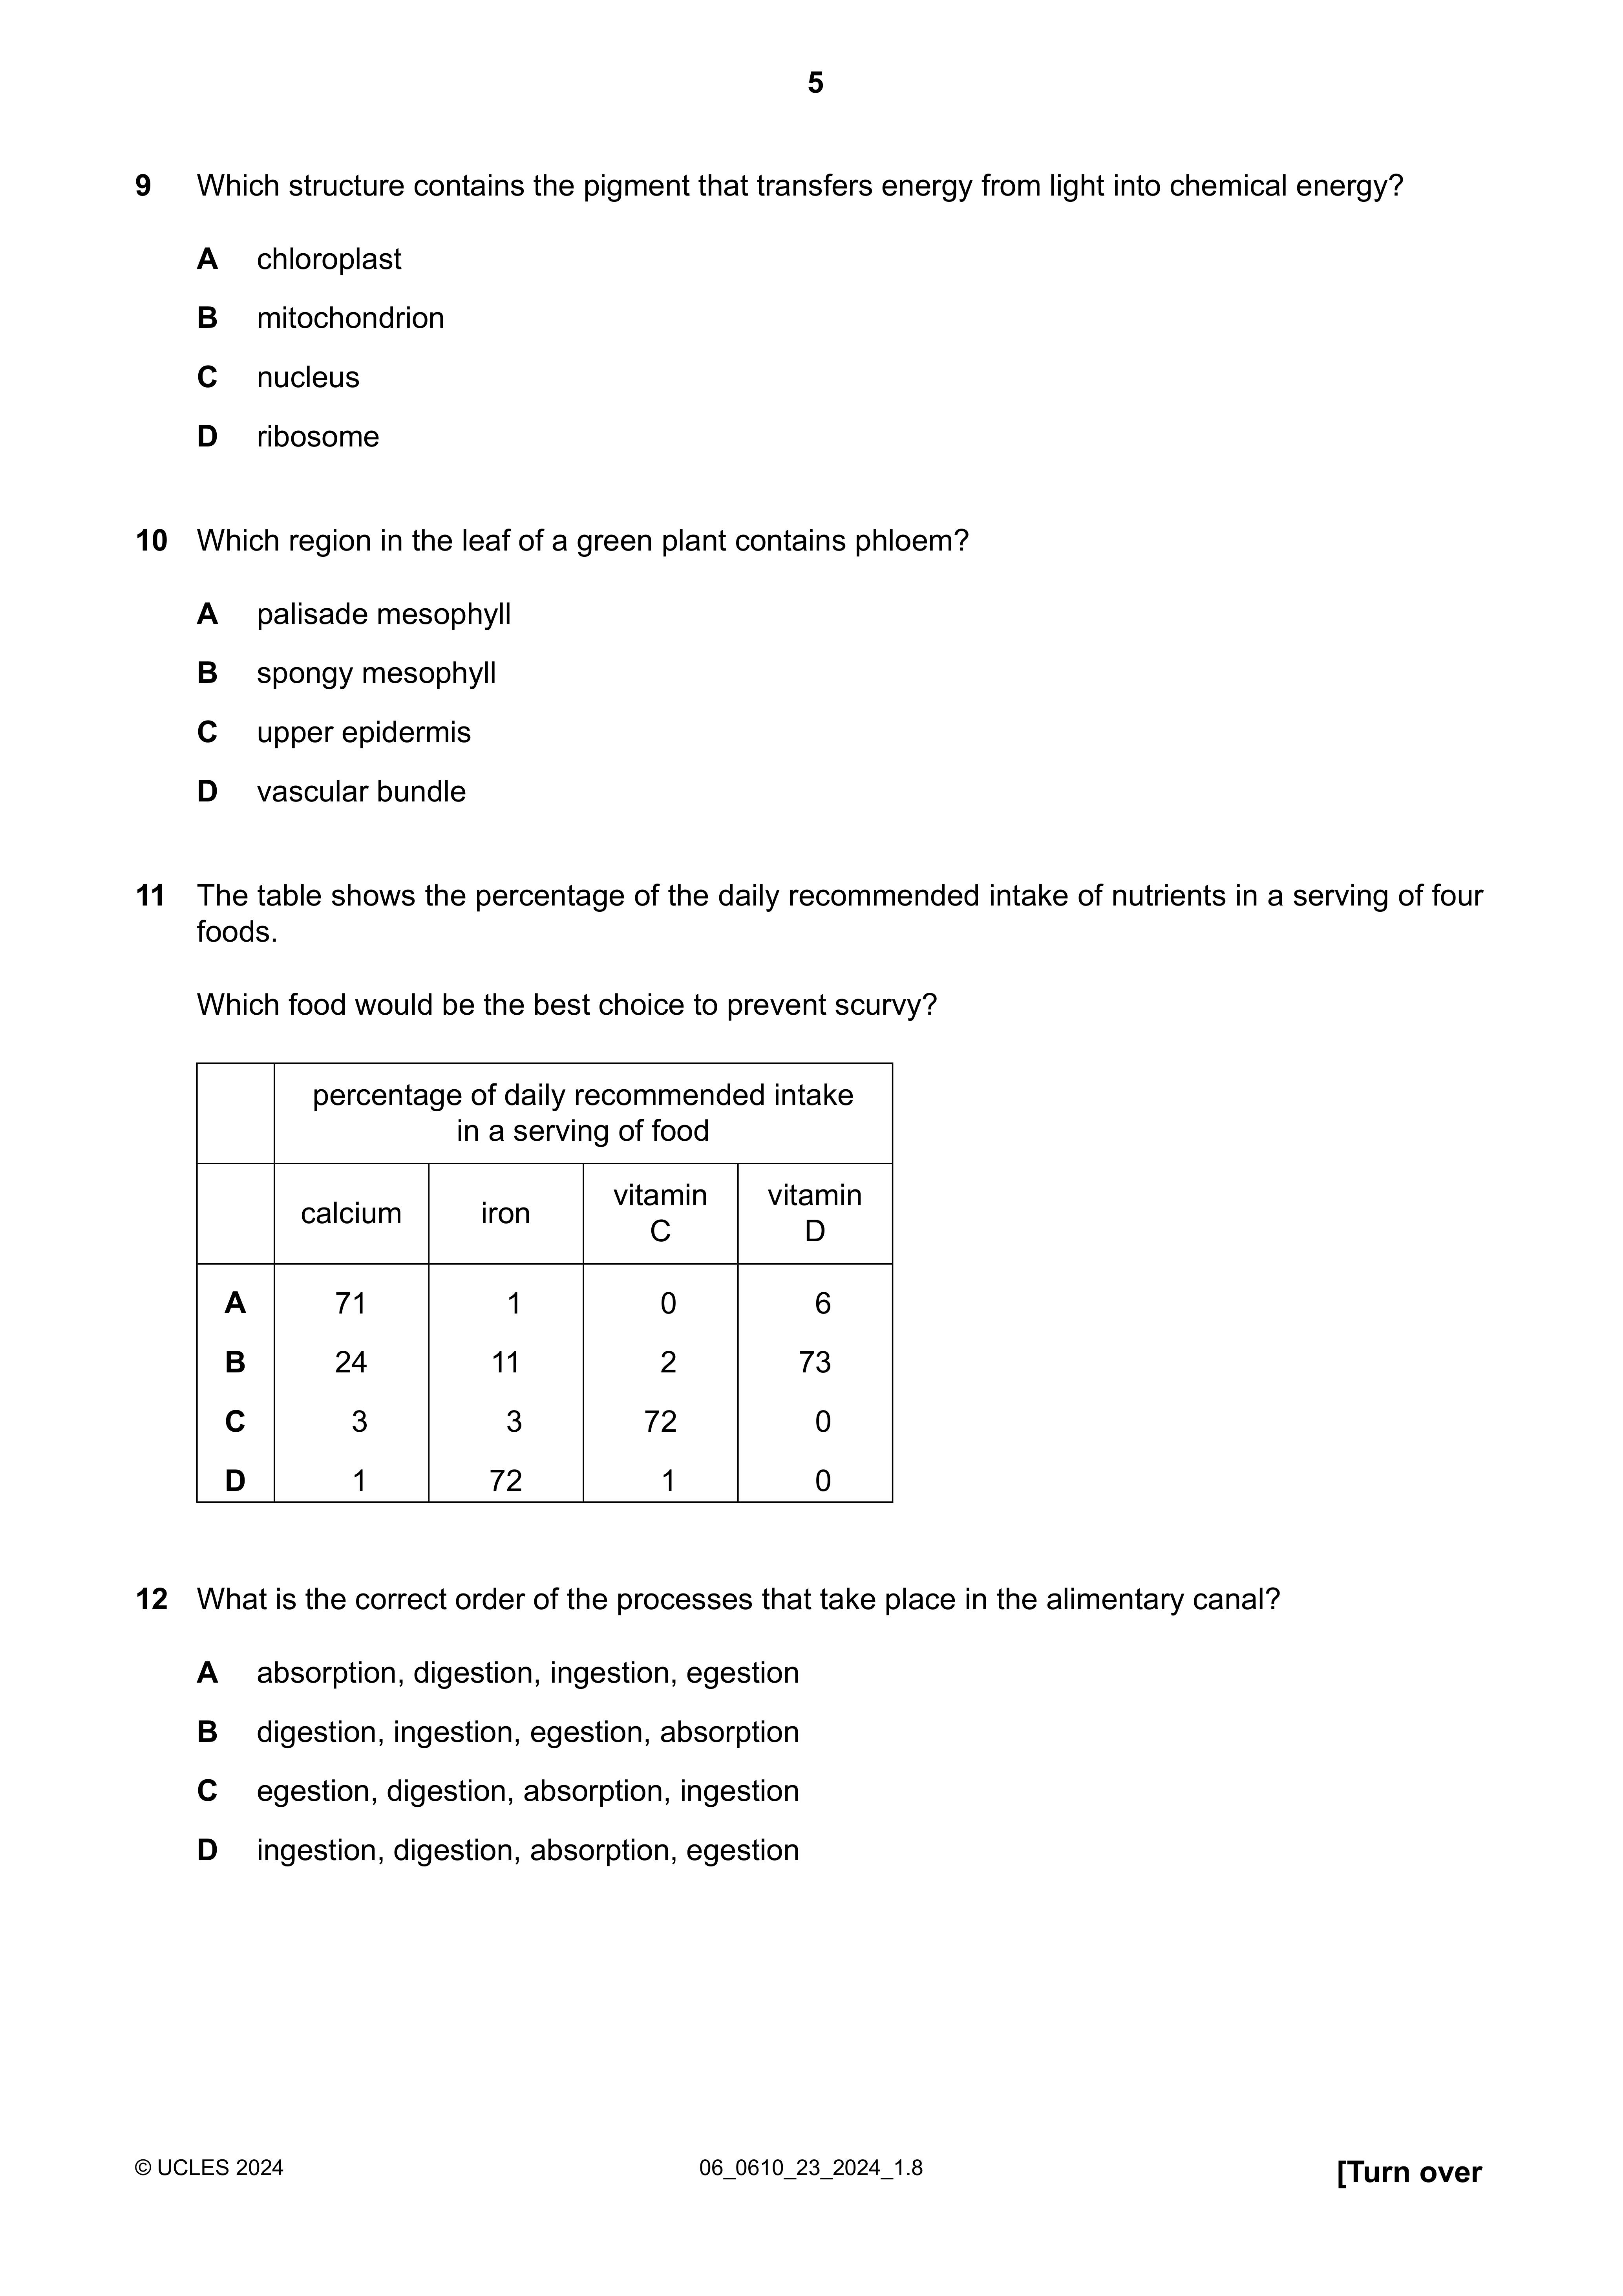 5
9 Which structure contains the pigment that transfers energy from light into chemical energy?
A chloroplast
B mitochondrion
C nucleus
D ribosome
10 Which region in the leaf of a green plant contains phloem?
A palisade mesophyll
B spongy mesophyll
C upper epidermis
D vascular bundle
11 The table shows the percentage of the daily recommended intake of nutrients in a serving of four
foods.
Which food would be the best choice to prevent scurvy?
percentage of daily recommended intake
in a serving of food
calcium iron vitamin C vitamin D
A 71 1 0 6
B 24 11 2 73
C 3 3 72 0
D 1 72 1 0
12 What is the correct order of the processes that take place in the alimentary canal?
A absorption, digestion, ingestion, egestion
B digestion, ingestion, egestion, absorption
C egestion, digestion, absorption, ingestion
D ingestion, digestion, absorption, egestion
© UCLES 2024 06_0610_23_2024_1.8 [Turn over